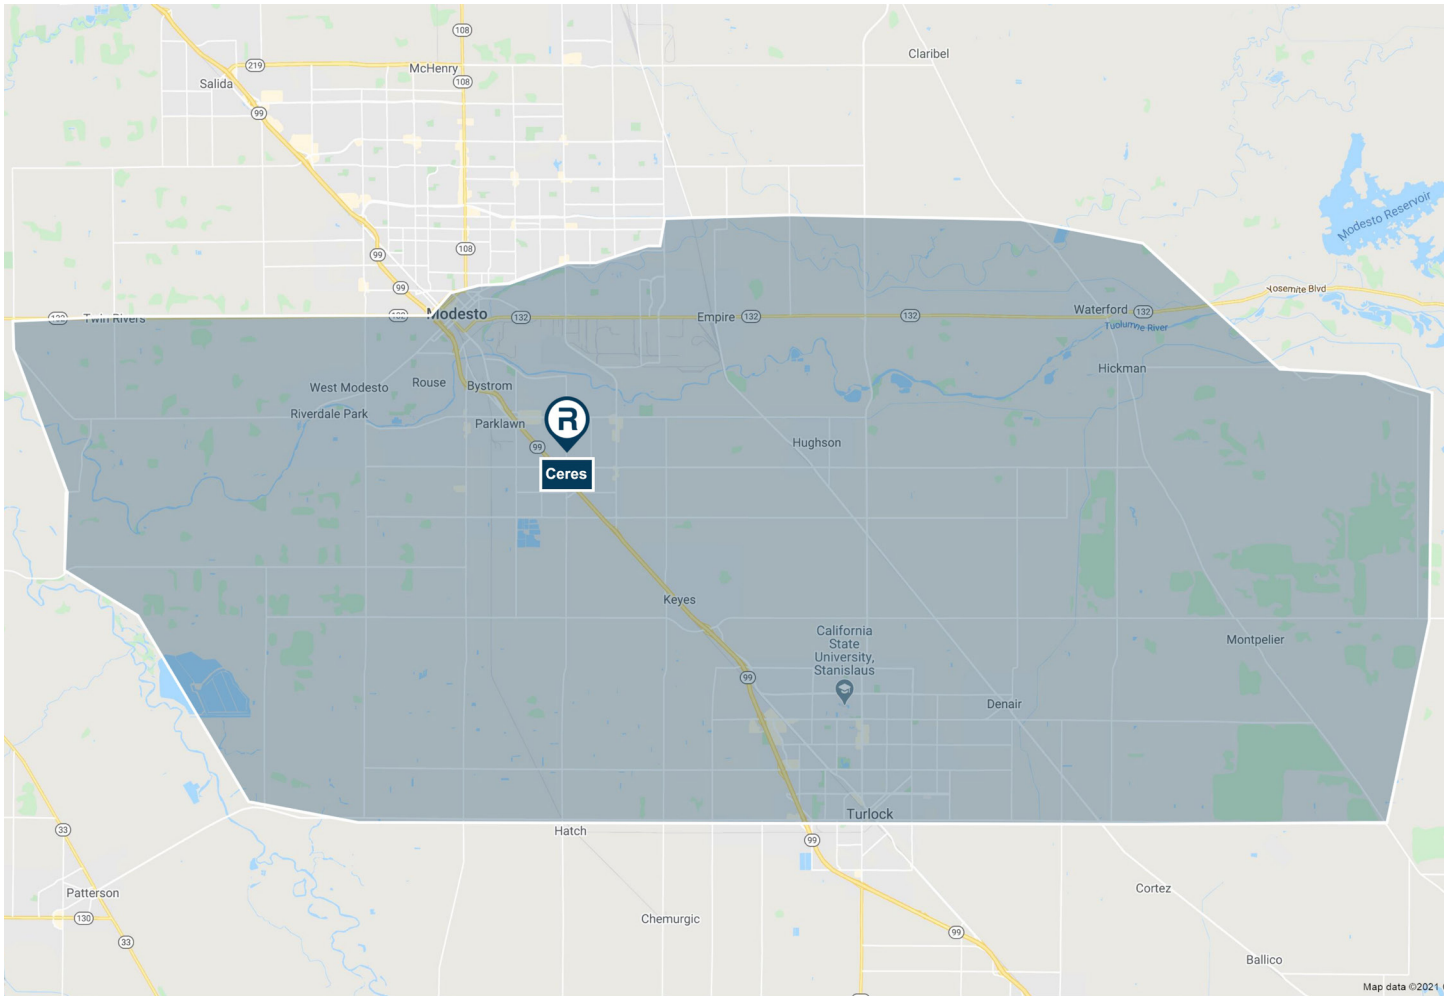 108
Claribel
219
McHenry
108
Salida
99
Modesto Reservoir
108
99
99
Yosemite Blvd
Waterford
132
132
Twin Rivers
132
Modesto
132
Empire
132
132
Tuolumne River
Hickman
West Modesto
Rouse
Bystrom
Riverdale Park
R
Parklawn
99
Hughson
Ceres
Keyes
California
State
University,
Stanislaus
Montpelier
99
Denair
Turlock
33
Hatch
99
Patterson
Cortez
130
Chemurgic
33
99
Ballico
Map data ©2021